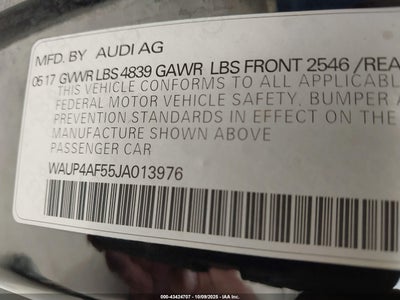 MFD. BY AUDI AG
05 17 GVWR LBS 4839 GAWR LBS FRONT 2546 /REA
THIS VEHICLE CONFORMS TO ALL APPLICABLE
FEDERAL MOTOR VEHICLE SAFETY, BUMPER A
PREVENTION STANDARDS IN EFFECT ON THE
MANUFACTURE SHOWN ABOVE
PASSENGER CAR
WAUP4AF55JA013976
000-43434707 - 10/09/2025 - IAA Inc.